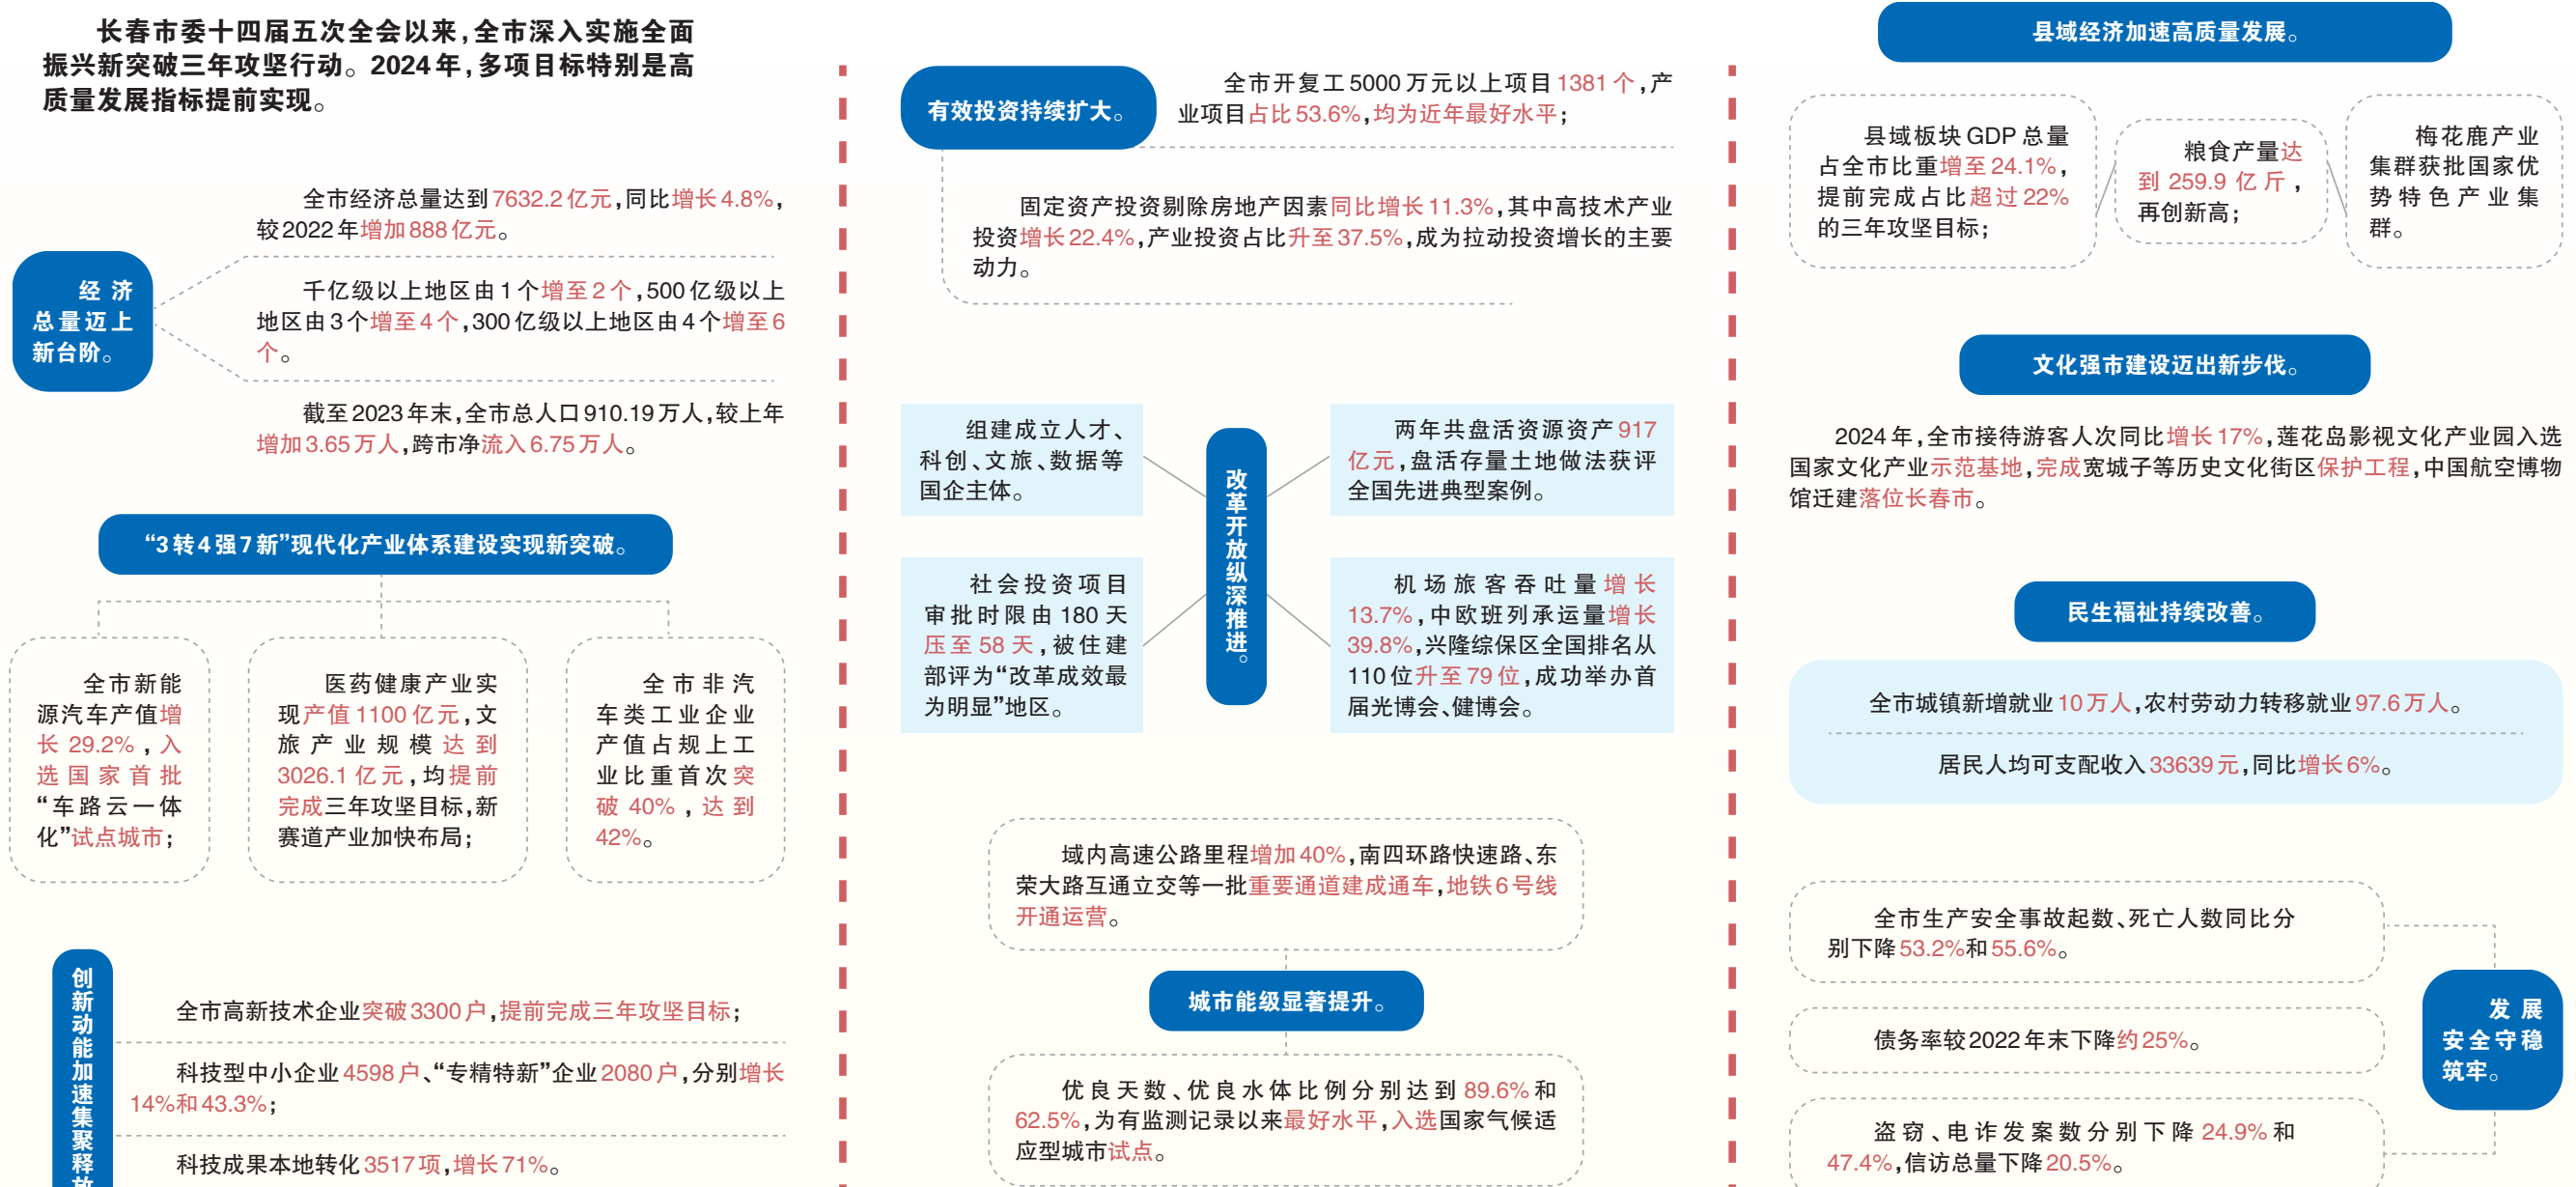 长春市委十四届五次全会以来,全市深入实施全面
振兴新突破三年攻坚行动。2024年,多项目标特别是高
质量发展指标提前实现。
经济
总量迈上
新台阶。
全市经济总量达到7632.2亿元,同比增长4.8%,
较2022年增加888亿元。
千亿级以上地区由1个增至2个,500亿级以上
地区由3个增至4个,300亿级以上地区由4个增至6
个。
截至2023年末,全市总人口910.19万人,较上年
增加3.65万人,跨市净流入6.75万人。
“3转4强7新”现代化产业体系建设实现新突破。
全市新能
源汽车产值增
长29.2%,入
选国家首批
“车路云一体
化”试点城市;
医药健康产业实
现产值1100亿元,文
旅产业规模达到
3026.1亿元,均提前
完成三年攻坚目标,新
赛道产业加快布局;
全市非汽
车类工业企业
产值占规上工
业比重首次突
破40%,达到
42%。
创新动能加速集聚释放
全市高新技术企业突破3300户,提前完成三年攻坚目标;
科技型中小企业4598户、“专精特新”企业2080户,分别增长
14%和43.3%;
科技成果本地转化3517项,增长71%。
有效投资持续扩大。
全市开复工5000万元以上项目1381个,产
业项目占比53.6%,均为近年最好水平;
固定资产投资剔除房地产因素同比增长11.3%,其中高技术产业
投资增长22.4%,产业投资占比升至37.5%,成为拉动投资增长的主要
动力。
改革开放纵深推进。
组建成立人才、
科创、文旅、数据等
国企主体。
两年共盘活资源资产917
亿元,盘活存量土地做法获评
全国先进典型案例。
社会投资项目
审批时限由180天
压至58天,被住建
部评为“改革成效最
为明显”地区。
机场旅客吞吐量增长
13.7%,中欧班列承运量增长
39.8%,兴隆综保区全国排名从
110位升至79位,成功举办首
届光博会、健博会。
域内高速公路里程增加40%,南四环路快速路、东
荣大路互通立交等一批重要通道建成通车,地铁6号线
开通运营。
城市能级显著提升。
优良天数、优良水体比例分别达到89.6%和
62.5%,为有监测记录以来最好水平,入选国家气候适
应型城市试点。
县域经济加速高质量发展。
县域板块GDP总量
占全市比重增至24.1%,
提前完成占比超过22%
的三年攻坚目标;
粮食产量达
到259.9亿斤,
再创新高;
梅花鹿产业
集群获批国家优
势特色产业集
群。
文化强市建设迈出新步伐。
2024年,全市接待游客人次同比增长17%,莲花岛影视文化产业园入选
国家文化产业示范基地,完成宽城子等历史文化街区保护工程,中国航空博物
馆迁建落位长春市。
民生福祉持续改善。
全市城镇新增就业10万人,农村劳动力转移就业97.6万人。
居民人均可支配收入33639元,同比增长6%。
全市生产安全事故起数、死亡人数同比分
别下降53.2%和55.6%。
债务率较2022年末下降约25%。
盗窃、电诈发案数分别下降24.9%和
47.4%,信访总量下降20.5%。
发展
安全守稳
筑牢。